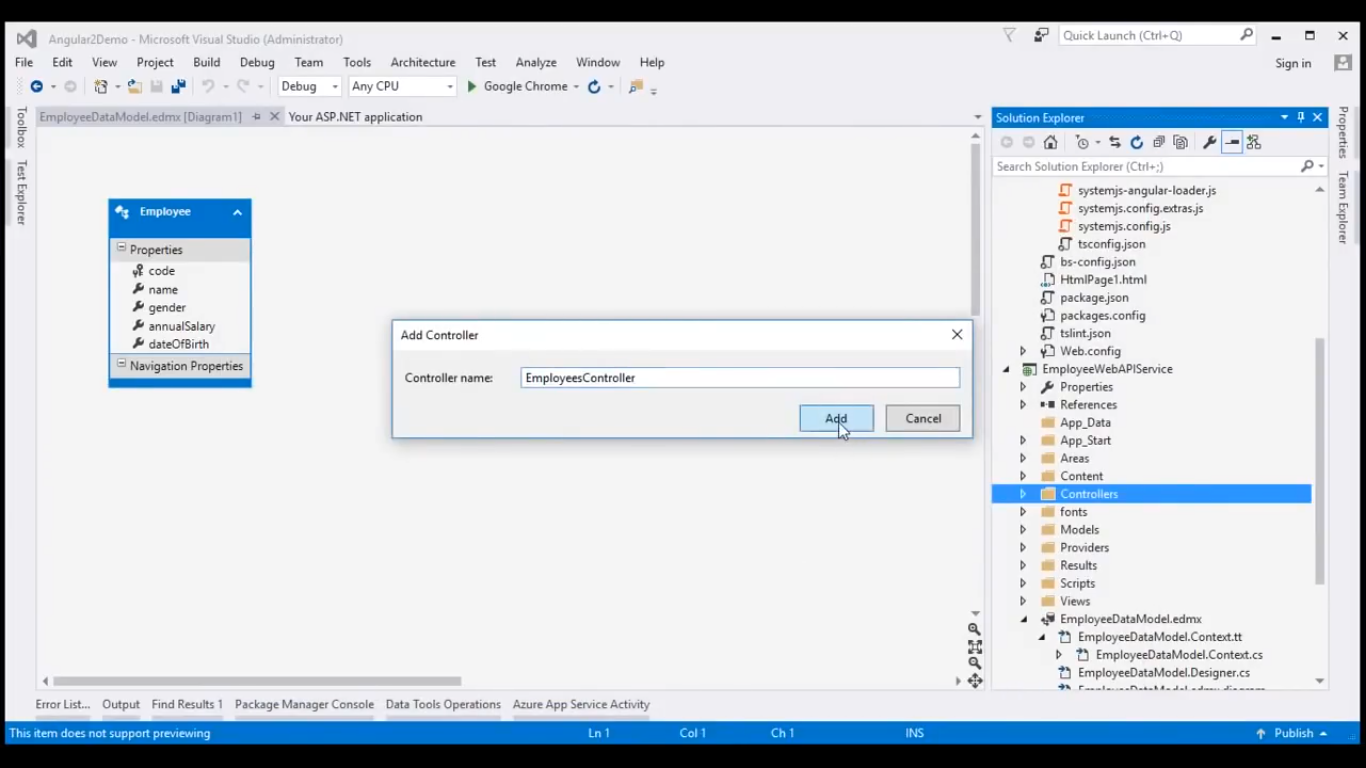 Angular2Demo - Microsoft Visual Studio (Administrator)
Quick Launch (Ctrl+Q)
File Edit View Project Build Debug Team Tools Architecture Test Analyze Window Help
Sign in
Debug Any CPU Google Chrome
Toolbox
Test Explorer
EmployeeDataModel.edmx [Diagram1]
Your ASP.NET application
Employee
Properties
code
name
gender
annualSalary
dateOfBirth
Navigation Properties
Add Controller
Controller name: EmployeesController
Add Cancel
Solution Explorer
Search Solution Explorer (Ctrl+;)
systemjs-angular-loader.js
systemjs.config.extras.js
systemjs.config.js
tsconfig.json
bs-config.json
HtmlPage1.html
package.json
packages.config
tslint.json
Web.config
EmployeeWebAPIService
Properties
References
App_Data
App_Start
Areas
Content
Controllers
fonts
Models
Providers
Results
Scripts
Views
EmployeeDataModel.edmx
EmployeeDataModel.Context.tt
EmployeeDataModel.Context.cs
EmployeeDataModel.Designer.cs
EmployeeDataModel.edmx.diagram
Properties
Team Explorer
Error List... Output Find Results 1 Package Manager Console Data Tools Operations Azure App Service Activity
This item does not support previewing Ln 1 Col 1 Ch 1 INS Publish